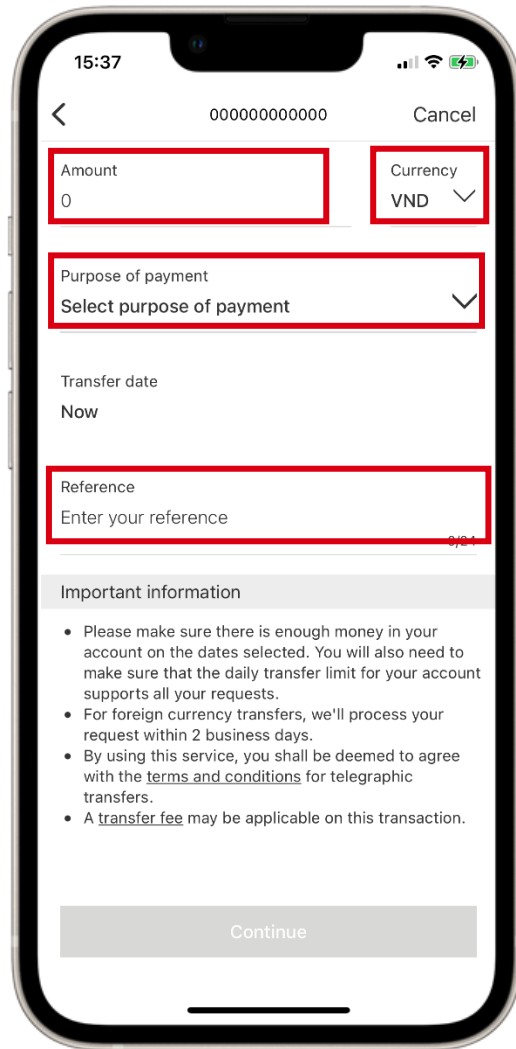 15:37
000000000000 Cancel
Amount Currency
0 VND
Purpose of payment
Select purpose of payment
Transfer date
Now
Reference
Enter your reference
0/24
Important information
• Please make sure there is enough money in your
account on the dates selected. You will also need to
make sure that the daily transfer limit for your account
supports all your requests.
• For foreign currency transfers, we'll process your
request within 2 business days.
• By using this service, you shall be deemed to agree
with the terms and conditions for telegraphic
transfers.
• A transfer fee may be applicable on this transaction.
Continue